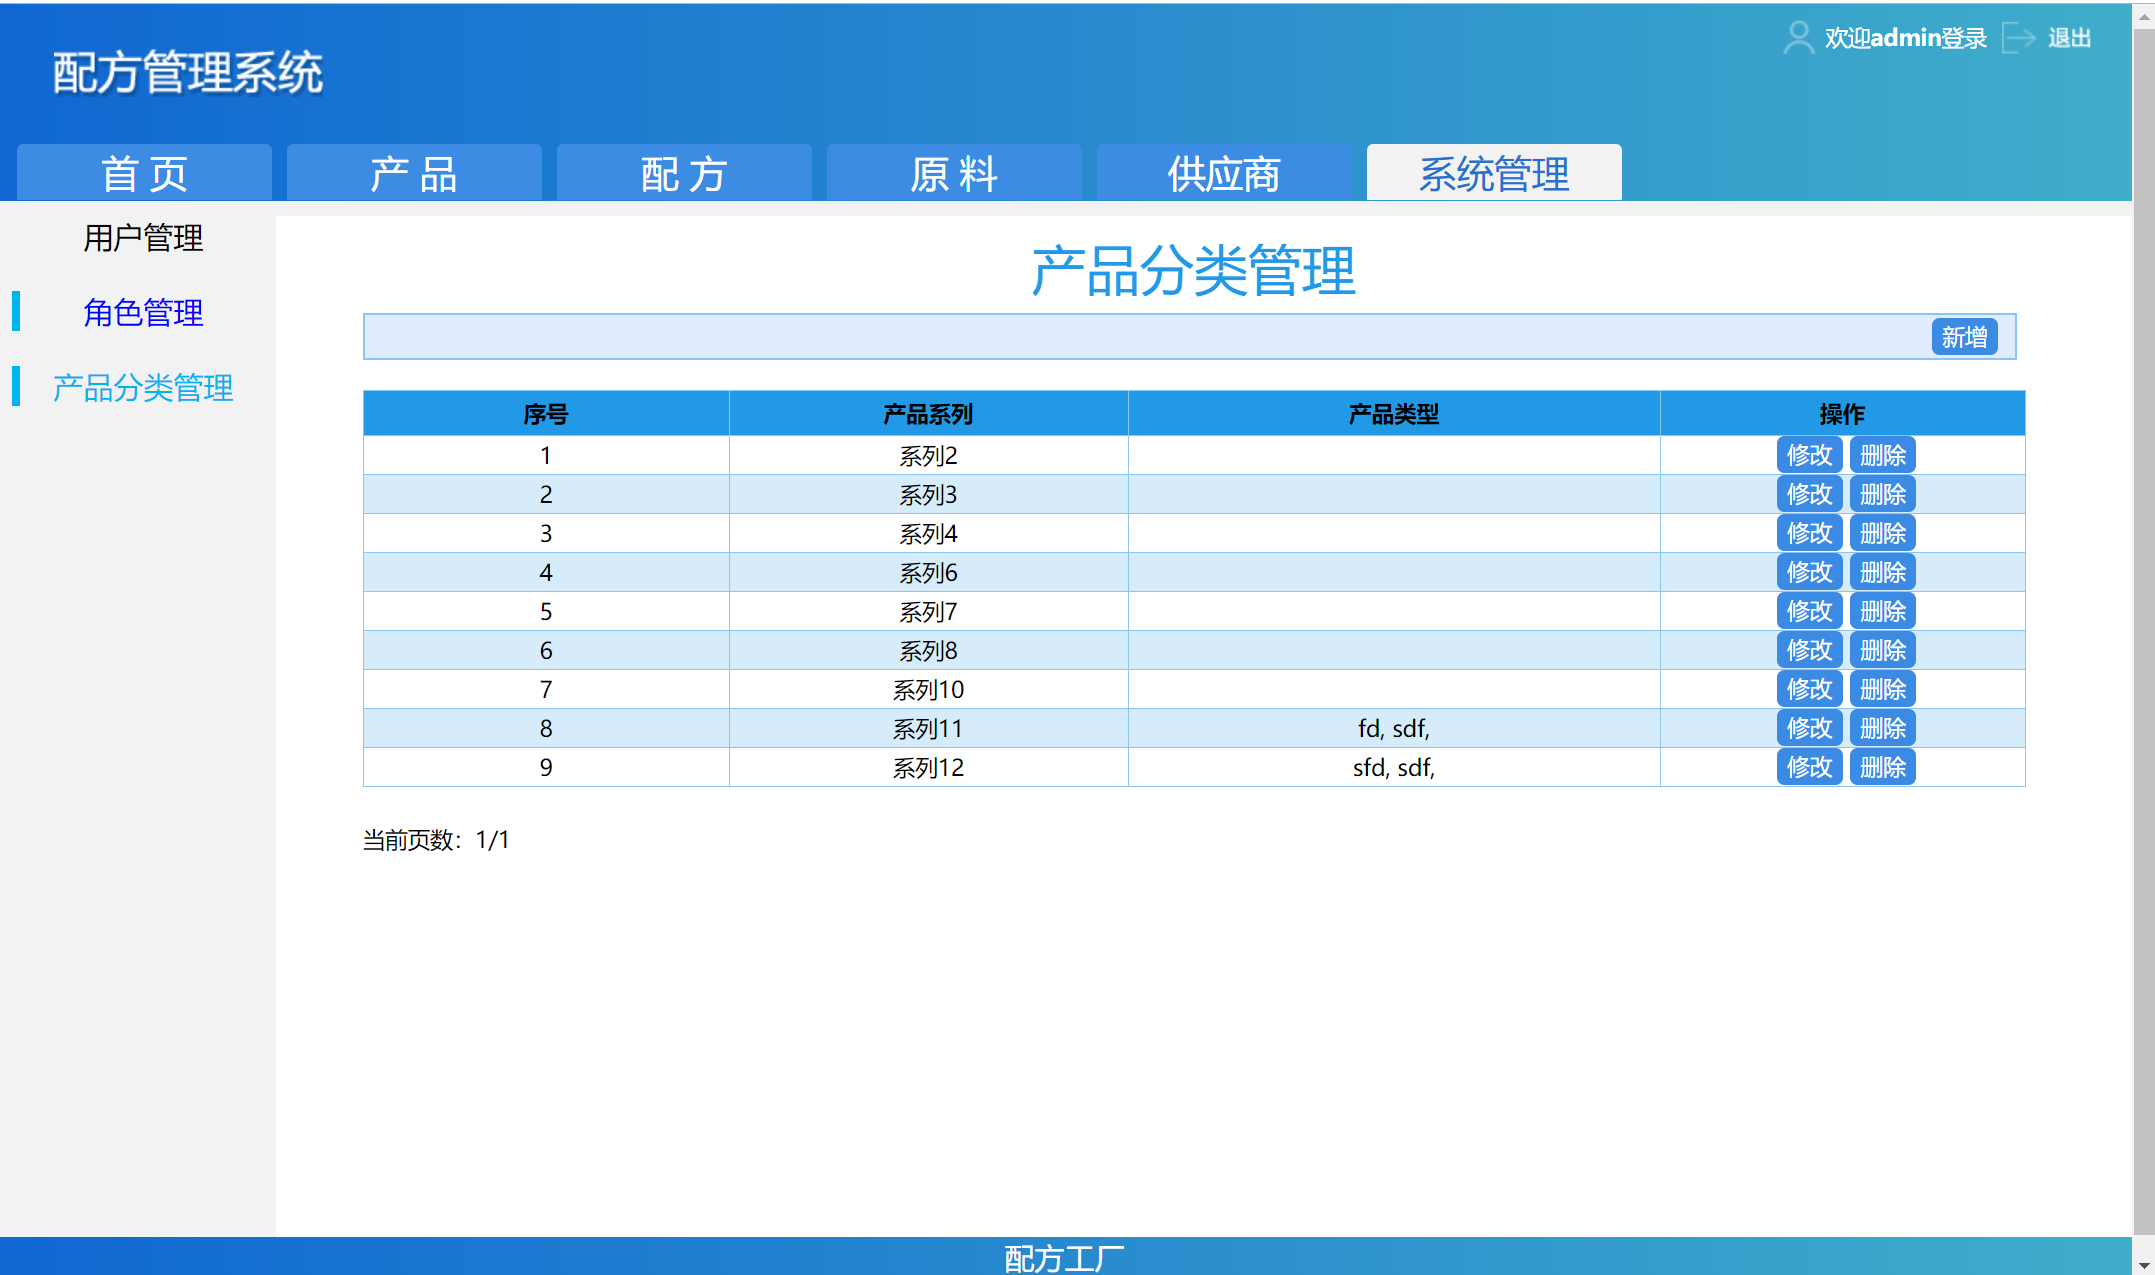 欢迎admin登录 退出
配方管理系统
首 页 产 品 配 方 原 料 供应商 系统管理
用户管理
角色管理
产品分类管理
产品分类管理
新增
序号 产品系列 产品类型 操作
1 系列2 修改 删除
2 系列3 修改 删除
3 系列4 修改 删除
4 系列6 修改 删除
5 系列7 修改 删除
6 系列8 修改 删除
7 系列10 修改 删除
8 系列11 fd, sdf, 修改 删除
9 系列12 sfd, sdf, 修改 删除
当前页数：1/1
配方工厂